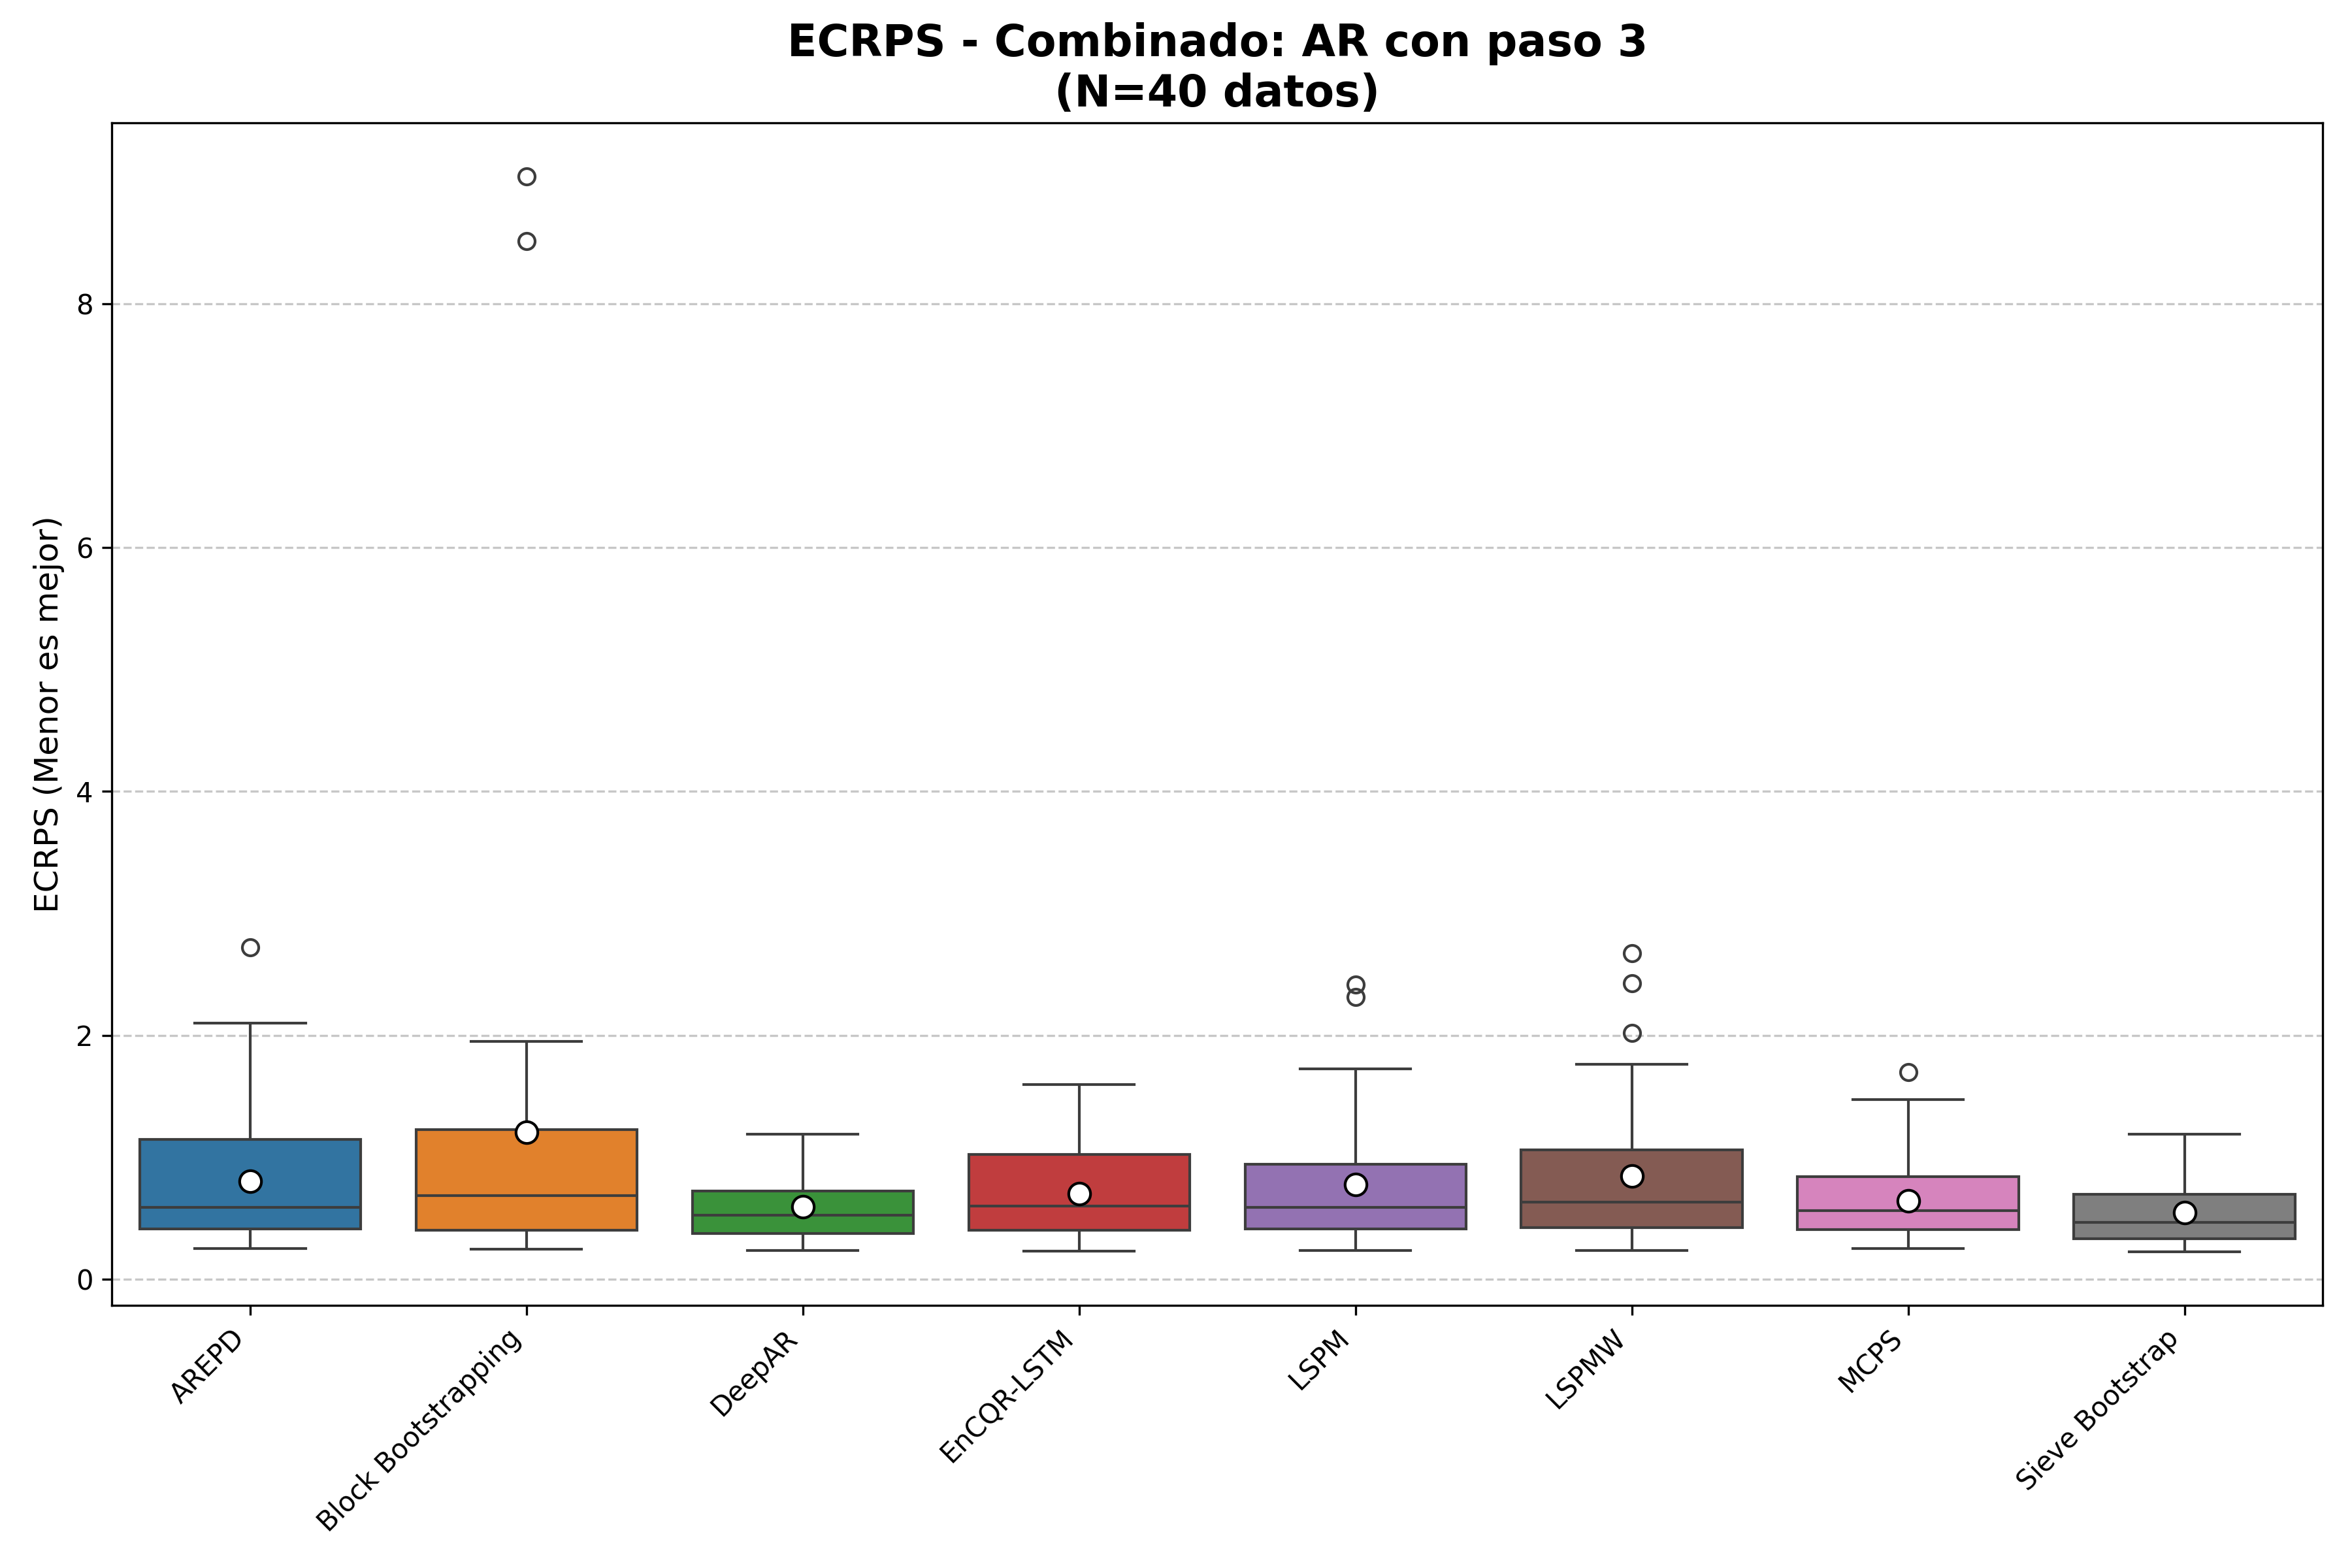 ECRPS - Combinado: AR con paso 3
(N=40 datos)
ECRPS (Menor es mejor)
8
6
4
2
0
AREPD
Block Bootstrapping
DeepAR
EnCQR-LSTM
LSPM
LSPMW
MCPS
Sieve Bootstrap